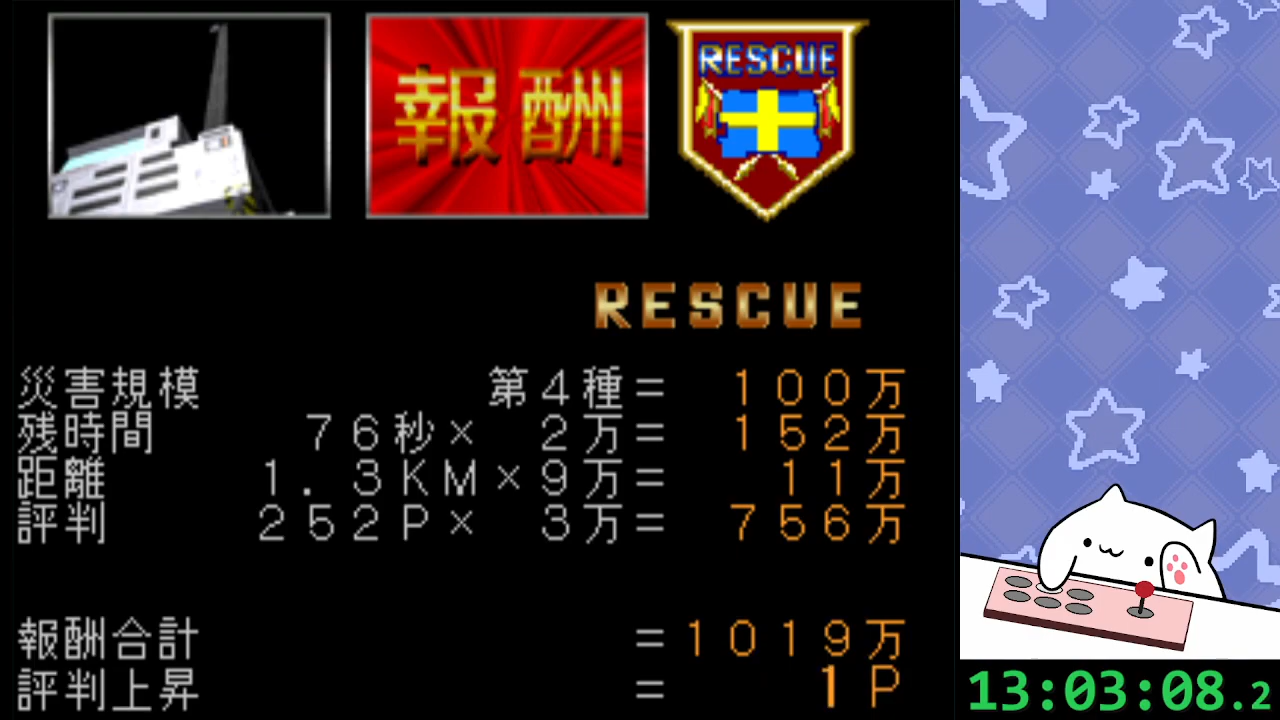 報酬
RESCUE
RESCUE
災害規模 第4種= 100万
残時間 76秒× 2万= 152万
距離 1.3KM×9万= 11万
評判 252P× 3万= 756万
報酬合計 =1019万
評判上昇 = 1P
13:03:08.2